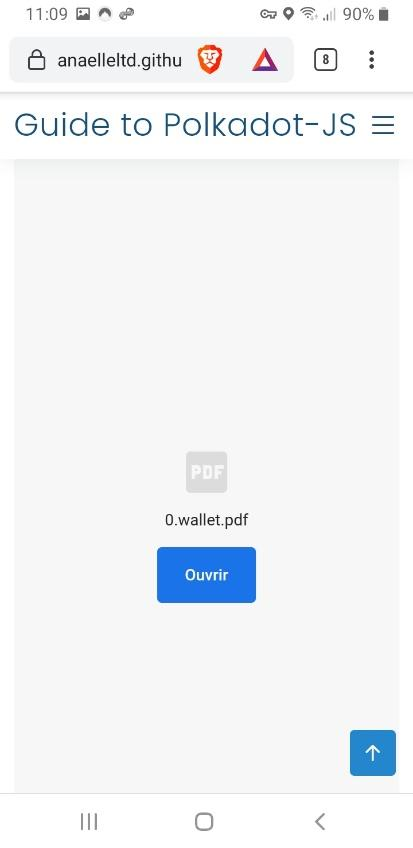 11:09
90%
anaelleltd.githu
8
Guide to Polkadot-JS
PDF
0.wallet.pdf
Ouvrir